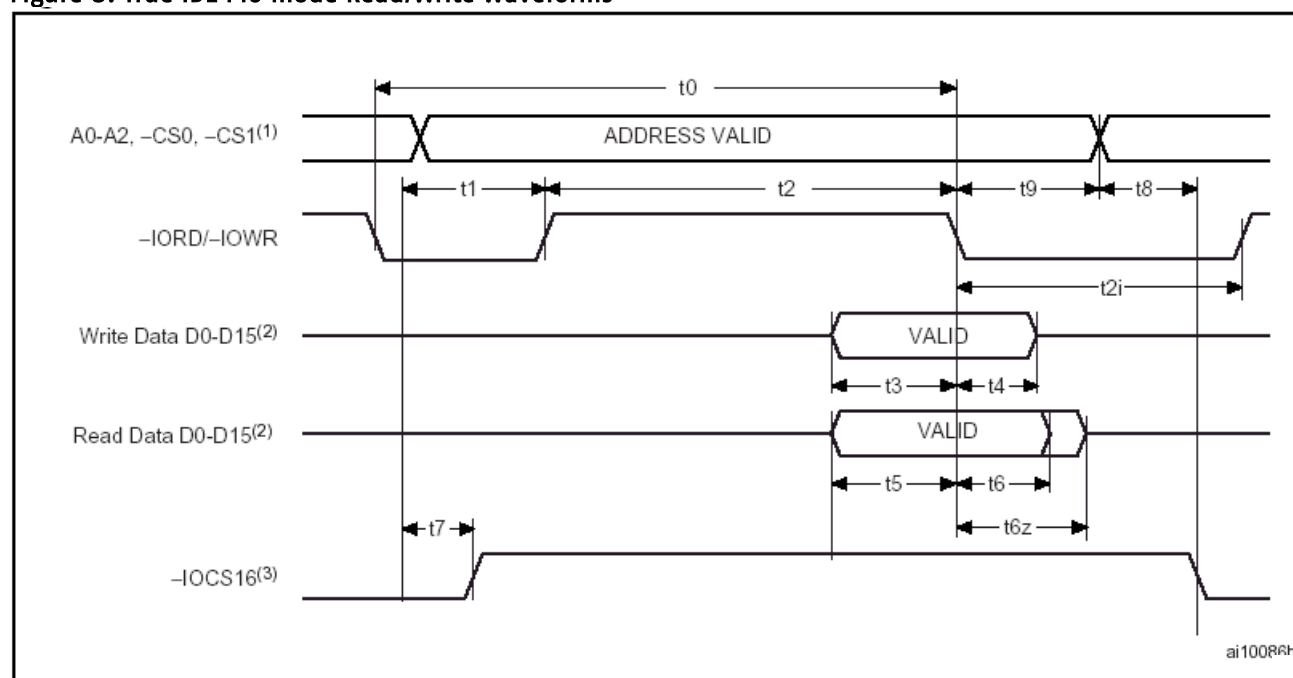 t0
A0-A2, –CS0, –CS1(1)
ADDRESS VALID
t1
t2
t9
t8
–IORD/–IOWR
t2i
Write Data D0-D15(2)
VALID
t3
t4
Read Data D0-D15(2)
VALID
t5
t6
t7
t6z
–IOCS16(3)